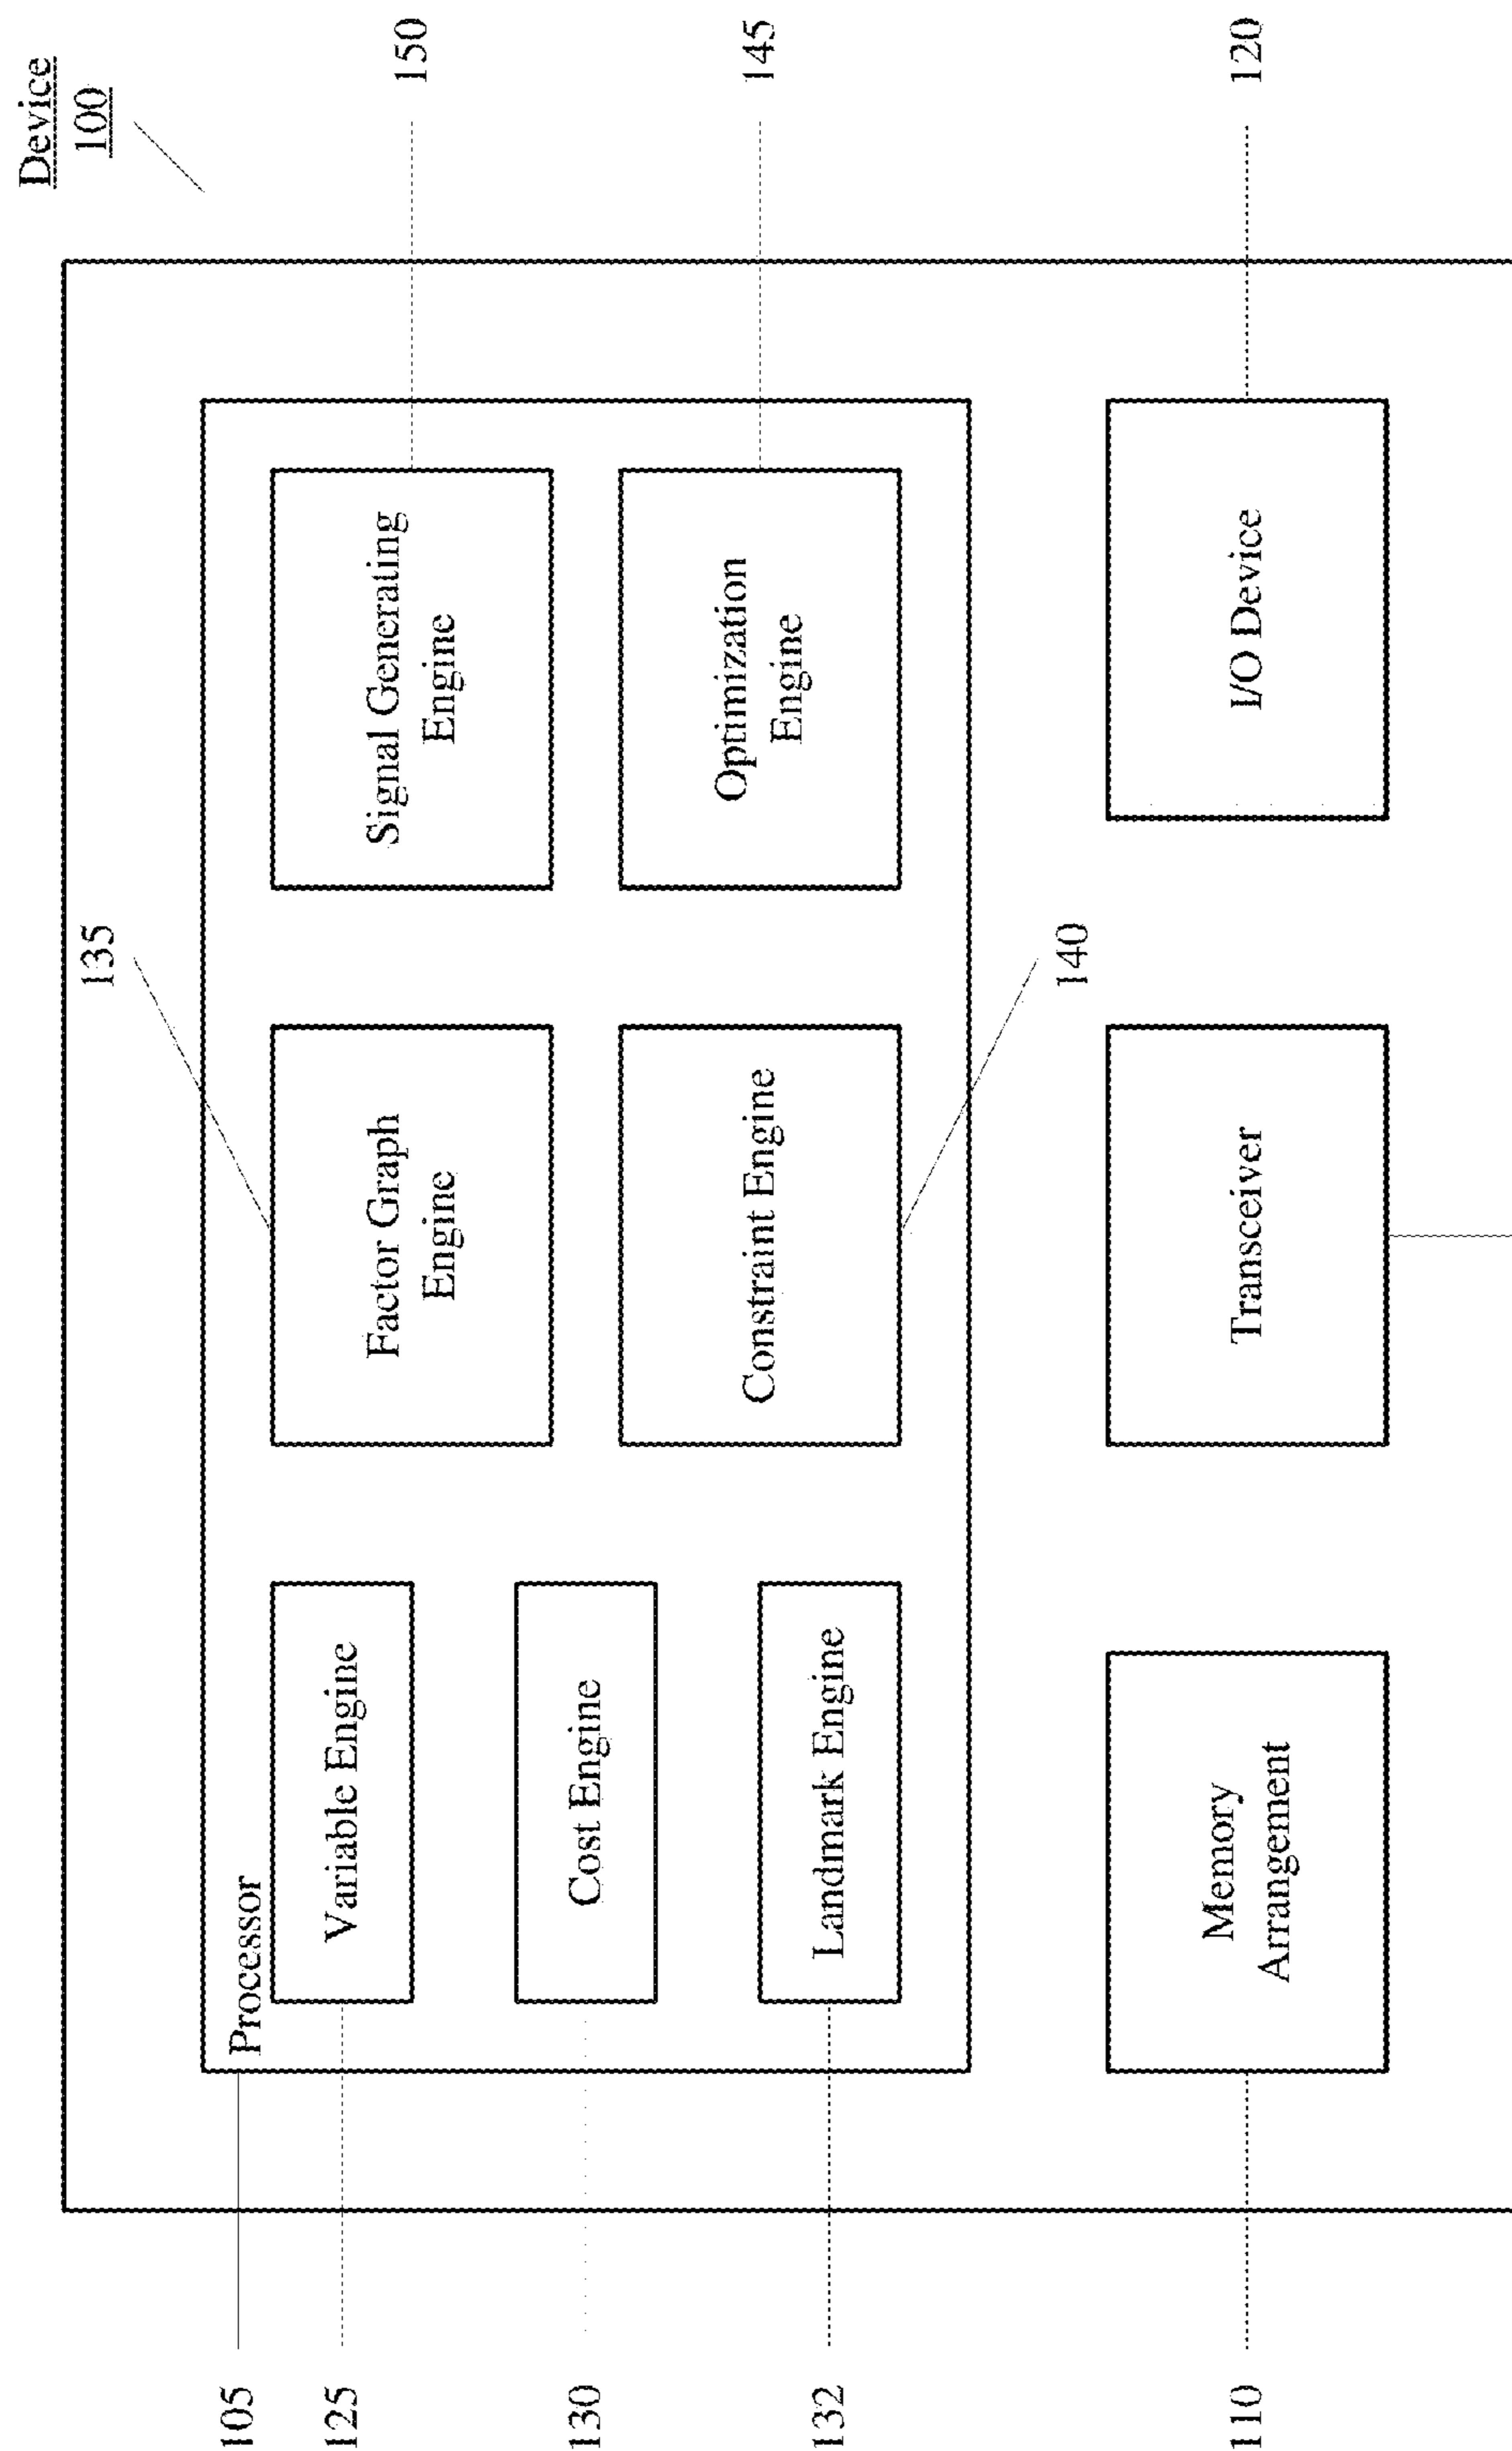 Device
100
135
105
Processor
125
Variable Engine
Factor Graph
Engine
Signal Generating
Engine
150
130
Cost Engine
132
Landmark Engine
Constraint Engine
Optimization
Engine
145
140
110
Memory
Arrangement
Transceiver
I/O Device
120